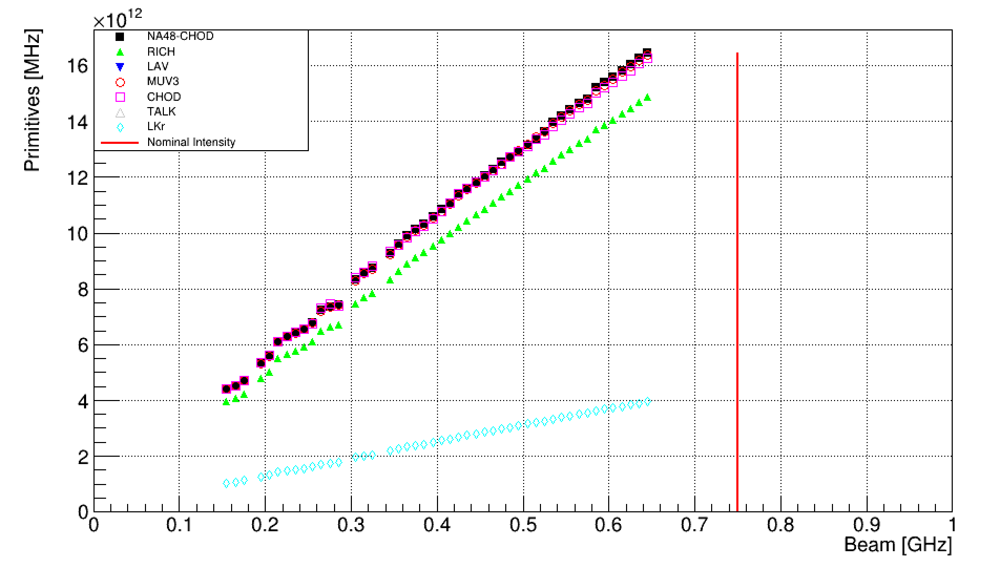 ×10¹²
Primitives [MHz]
NA48-CHOD
RICH
LAV
MUV3
CHOD
TALK
LKr
Nominal Intensity
16
14
12
10
8
6
4
2
0
0 0.1 0.2 0.3 0.4 0.5 0.6 0.7 0.8 0.9 1
Beam [GHz]